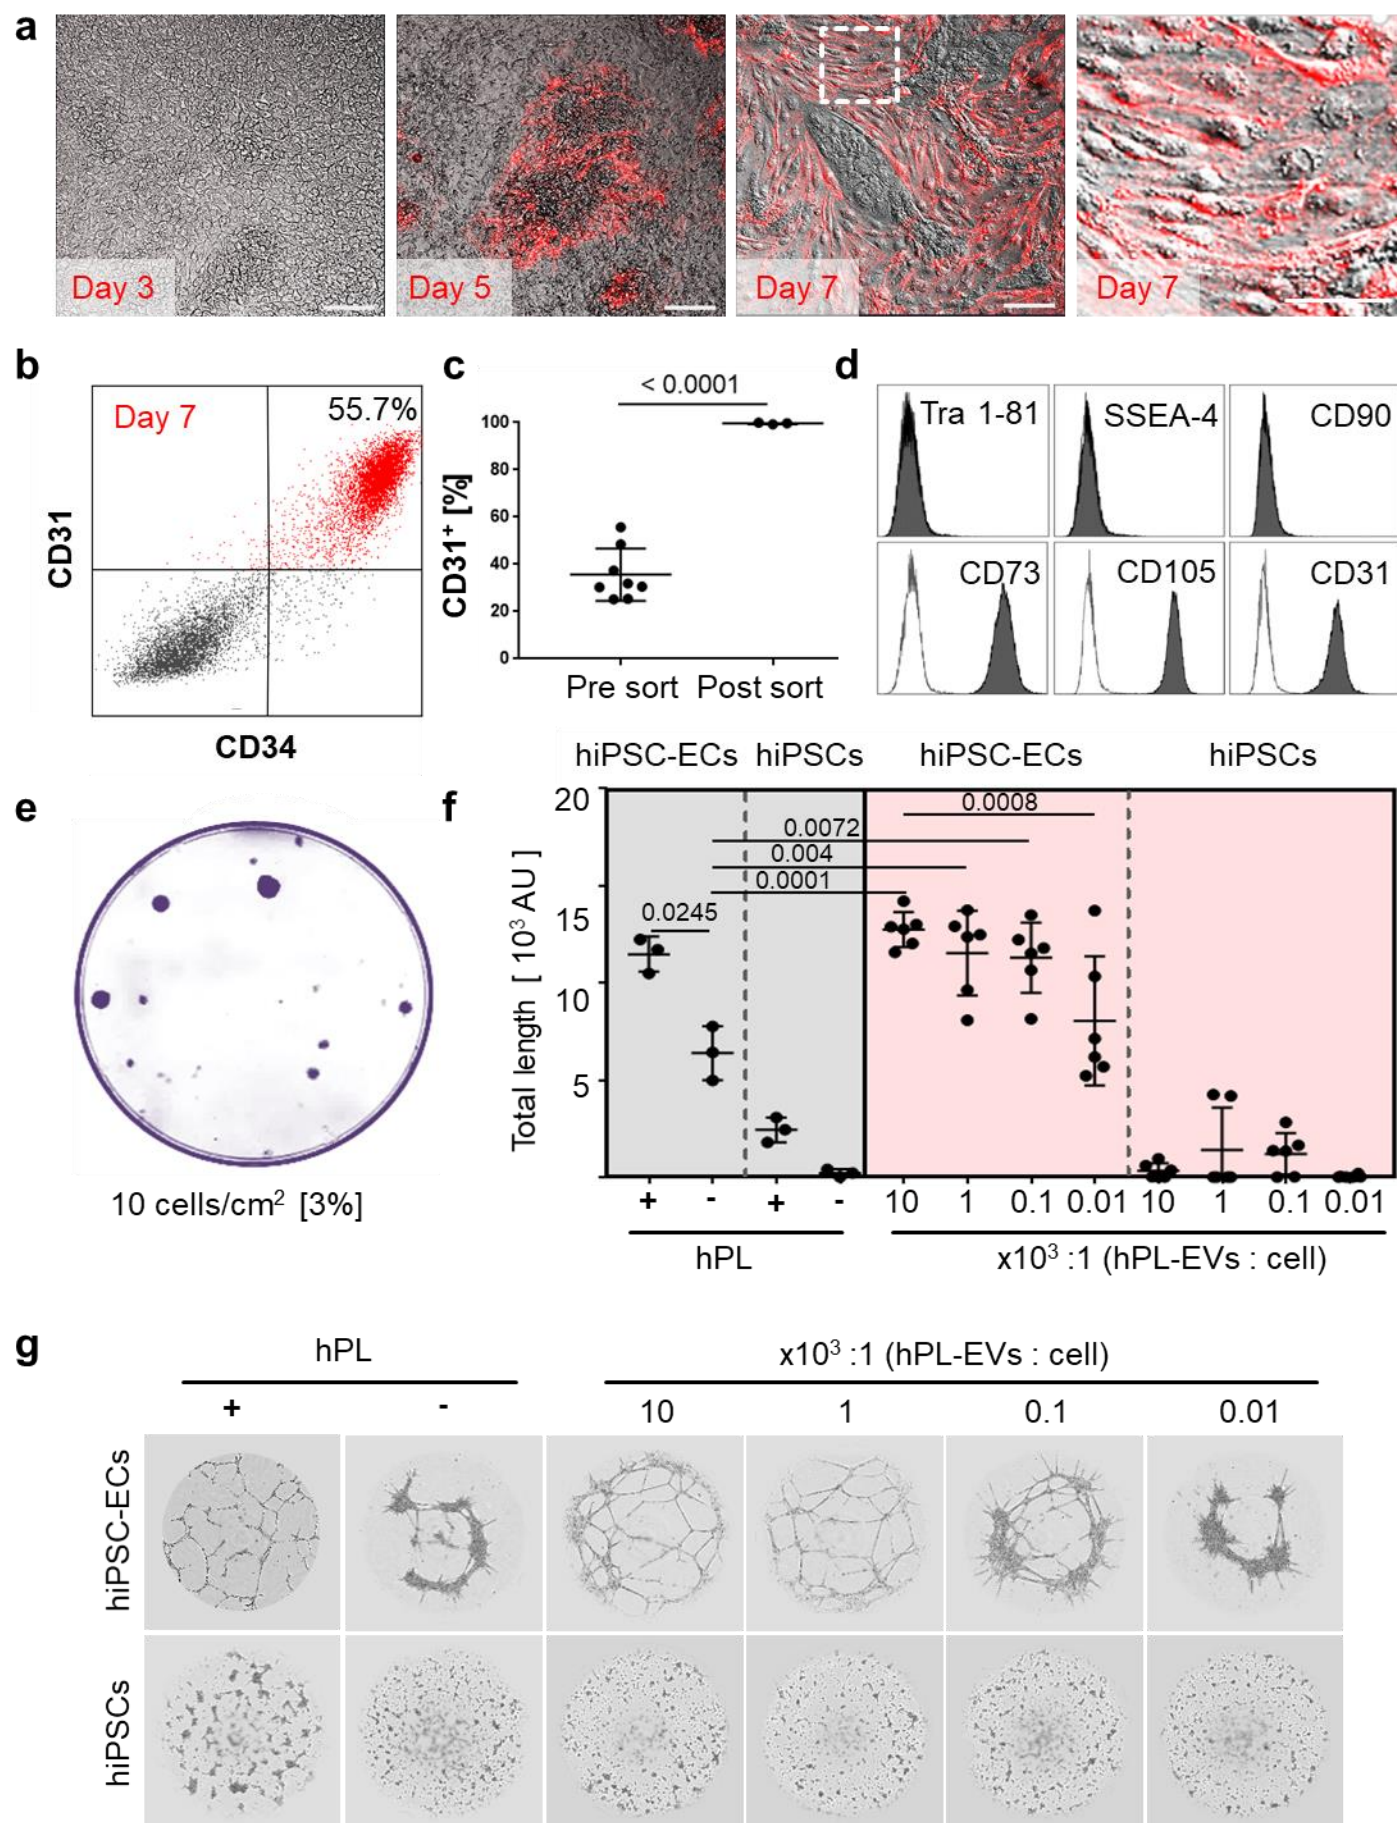 a
Day 3
Day 5
Day 7
Day 7
b
Day 7
55.7%
CD31
CD34
c
< 0.0001
CD31⁺ [%]
100
80
60
40
20
0
Pre sort
Post sort
d
Tra 1-81
SSEA-4
CD90
CD73
CD105
CD31
e
10 cells/cm² [3%]
f
hiPSC-ECs
hiPSCs
hiPSC-ECs
hiPSCs
Total length [ 10³ AU ]
20
15
10
5
0.0008
0.0072
0.004
0.0001
0.0245
+ - + - 10 1 0.1 0.01 10 1 0.1 0.01
hPL
x10³ :1 (hPL-EVs : cell)
g
hPL
x10³ :1 (hPL-EVs : cell)
+ - 10 1 0.1 0.01
hiPSC-ECs
hiPSCs